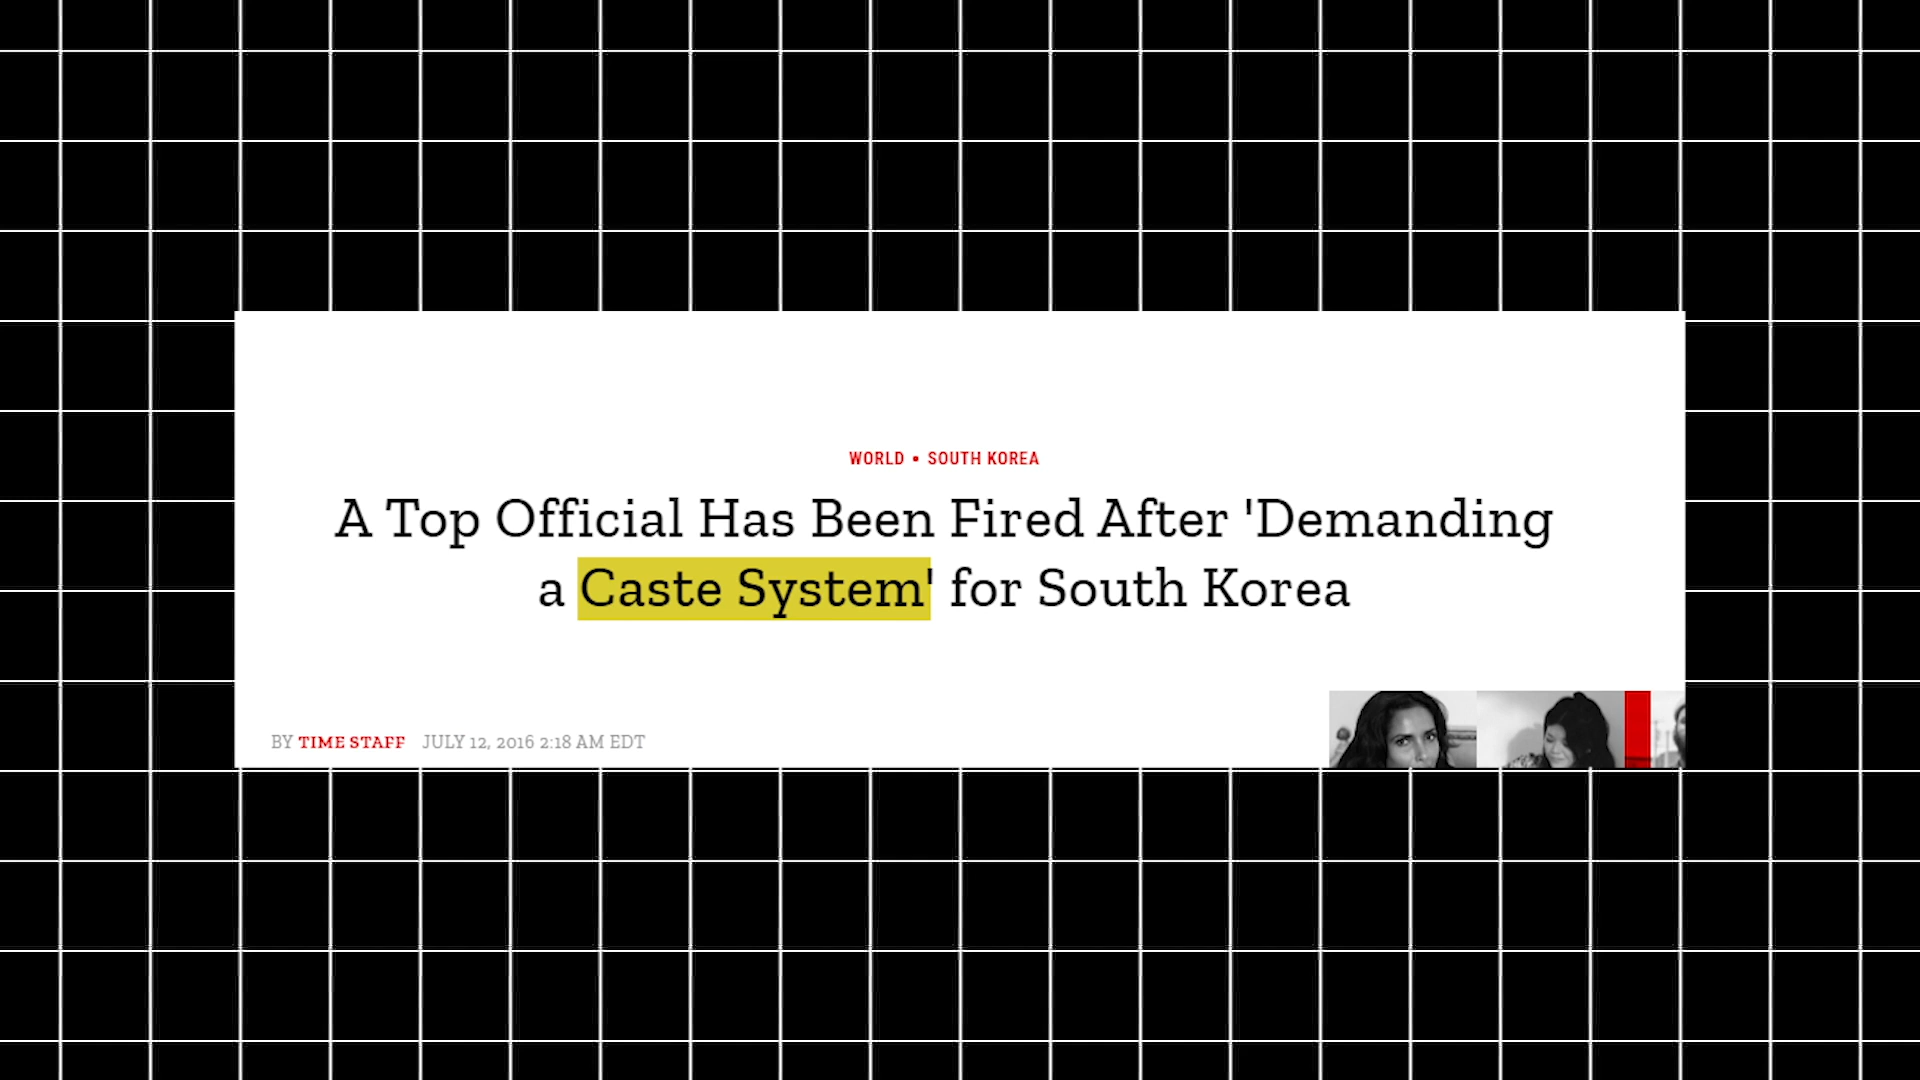 WORLD • SOUTH KOREA
A Top Official Has Been Fired After 'Demanding
a Caste System' for South Korea
BY TIME STAFF JULY 12, 2016 2:18 AM EDT